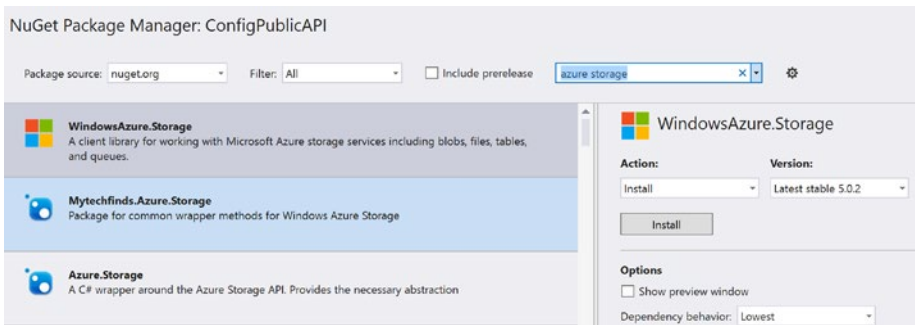 NuGet Package Manager: ConfigPublicAPI
Package source: nuget.org Filter: All Include prerelease azure storage
WindowsAzure.Storage
A client library for working with Microsoft Azure storage services including blobs, files, tables,
and queues.
Mytechfinds.Azure.Storage
Package for common wrapper methods for Windows Azure Storage
Azure.Storage
A C# wrapper around the Azure Storage API. Provides the necessary abstraction
WindowsAzure.Storage
Action: Version:
Install Latest stable 5.0.2
Install
Options
Show preview window
Dependency behavior: Lowest